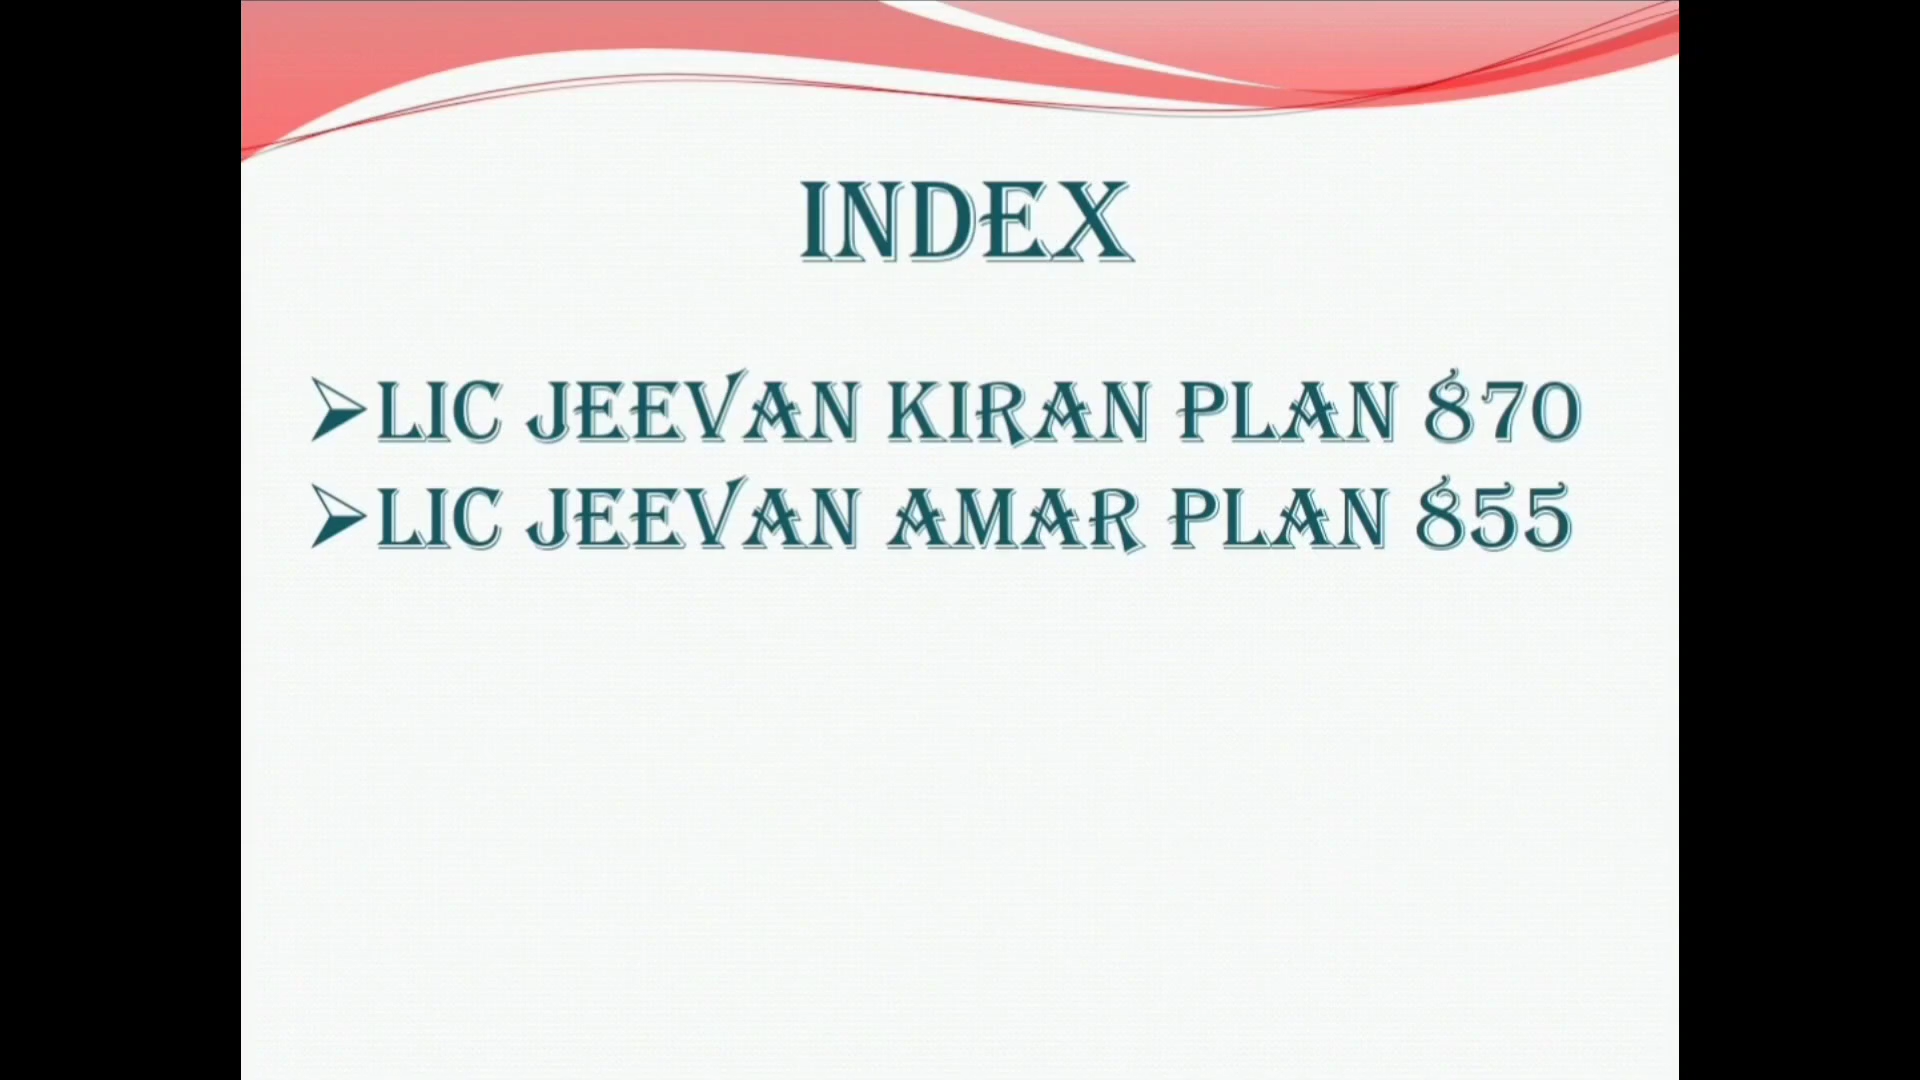 INDEX
➢LIC JEEVAN KIRAN PLAN 870
➢LIC JEEVAN AMAR PLAN 855